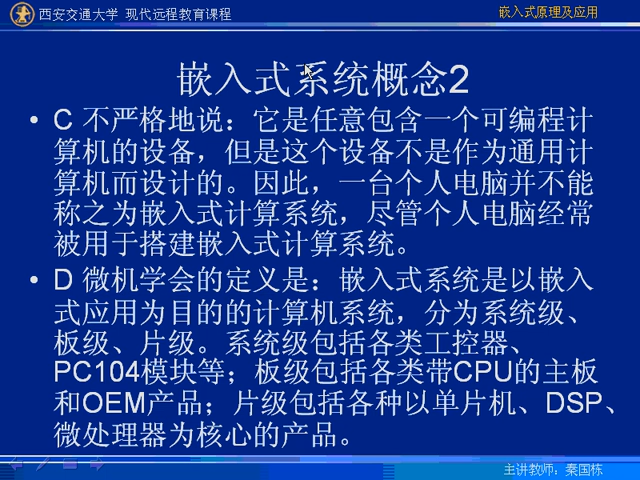 西安交通大学 现代远程教育课程
嵌入式原理及应用
嵌入式系统概念2
• C 不严格地说：它是任意包含一个可编程计
算机的设备，但是这个设备不是作为通用计
算机而设计的。因此，一台个人电脑并不能
称之为嵌入式计算系统，尽管个人电脑经常
被用于搭建嵌入式计算系统。
• D 微机学会的定义是：嵌入式系统是以嵌入
式应用为目的的计算机系统，分为系统级、
板级、片级。系统级包括各类工控器、
PC104模块等；板级包括各类带CPU的主板
和OEM产品；片级包括各种以单片机、DSP、
微处理器为核心的产品。
主讲教师：秦国栋